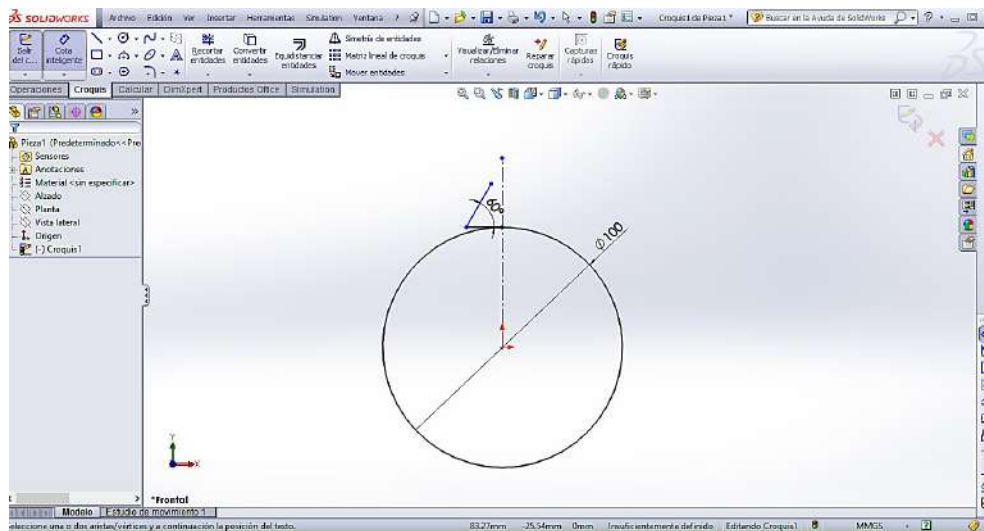 SOLIDWORKS Archivo Edición Ver Insertar Herramientas Simulation Ventana ? Croquis1 de Pieza1 * Buscar en la Ayuda de SolidWorks
Salir del c...
Cota inteligente
Recortar entidades
Convertir entidades
Equidistanciar entidades
Simetría de entidades
Matriz lineal de croquis
Mover entidades
Visualizar/Eliminar relaciones
Reparar croquis
Capturas rápidas
Croquis rápido
Operaciones Croquis Calcular DimXpert Productos Office Simulation
Pieza1 (Predeterminado<<Pre
Sensores
Anotaciones
Material <sin especificar>
Alzado
Planta
Vista lateral
Origen
(-) Croquis1
60°
Φ100
Y
X
*Frontal
Modelo Estudio de movimiento 1
eleccione una o dos aristas/vértices y a continuación la posición del texto. 83.27mm -25.54mm 0mm Insuficientemente definido Editando Croquis1 MMGS